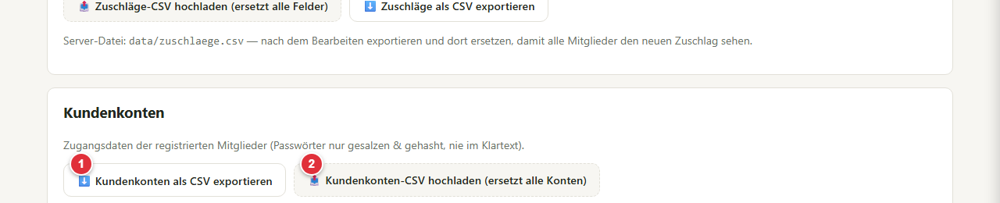 Zuschläge-CSV hochladen (ersetzt alle Felder) Zuschläge als CSV exportieren
Server-Datei: data/zuschlaege.csv — nach dem Bearbeiten exportieren und dort ersetzen, damit alle Mitglieder den neuen Zuschlag sehen.
Kundenkonten
Zugangsdaten der registrierten Mitglieder (Passwörter nur gesalzen & gehasht, nie im Klartext).
1 2
Kundenkonten als CSV exportieren Kundenkonten-CSV hochladen (ersetzt alle Konten)